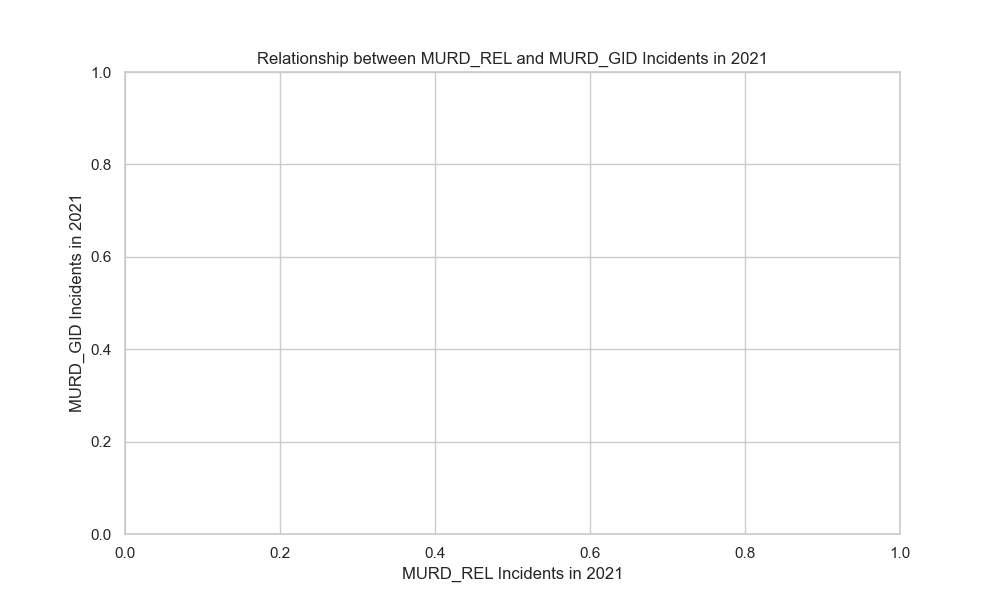 Relationship between MURD_REL and MURD_GID Incidents in 2021
1.0
0.8
0.6
0.4
0.2
0.0
MURD_GID Incidents in 2021
0.0 0.2 0.4 0.6 0.8 1.0
MURD_REL Incidents in 2021